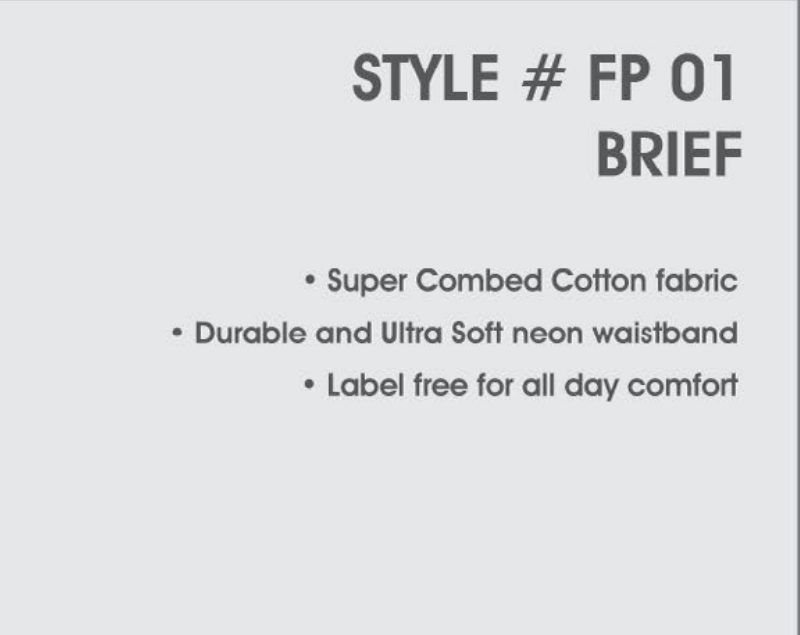 STYLE # FP 01
BRIEF
• Super Combed Cotton fabric
• Durable and Ultra Soft neon waistband
• Label free for all day comfort